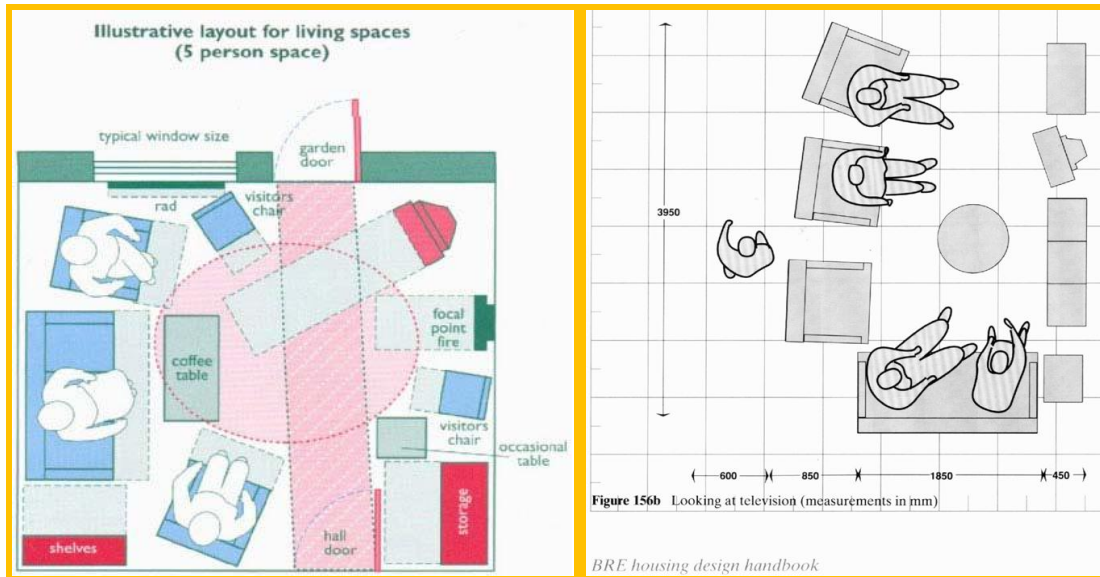 Illustrative layout for living spaces
(5 person space)
typical window size
garden
door
rad
visitors
chair
focal
point
fire
coffee
table
visitors
chair
occasional
table
shelves
hall
door
storage
3950
600
850
1850
450
Figure 156b Looking at television (measurements in mm)
BRE housing design handbook